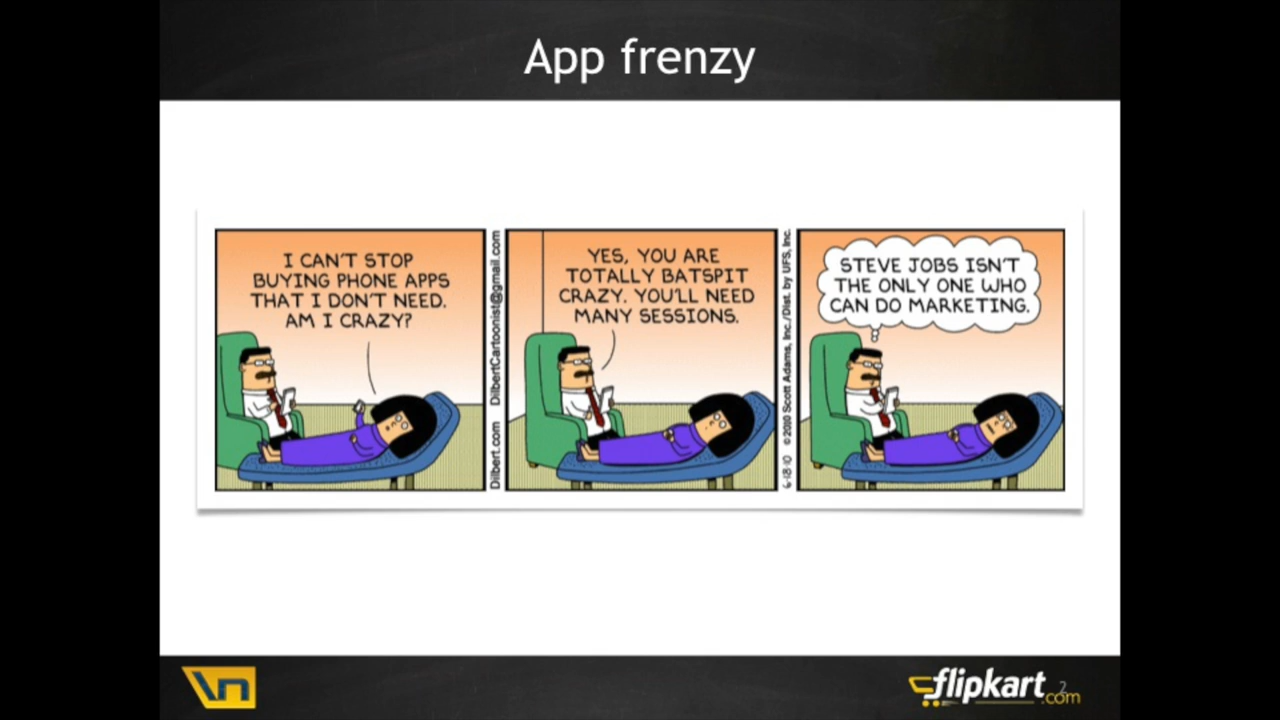 App frenzy
I CAN'T STOP
BUYING PHONE APPS
THAT I DON'T NEED.
AM I CRAZY?
Dilbert.com DilbertCartoonist@gmail.com
YES, YOU ARE
TOTALLY BATSPIT
CRAZY. YOU'LL NEED
MANY SESSIONS.
6-18-10 © 2010 Scott Adams, Inc./Dist. by UFS, Inc.
STEVE JOBS ISN'T
THE ONLY ONE WHO
CAN DO MARKETING.
\n
flipkart.com
2